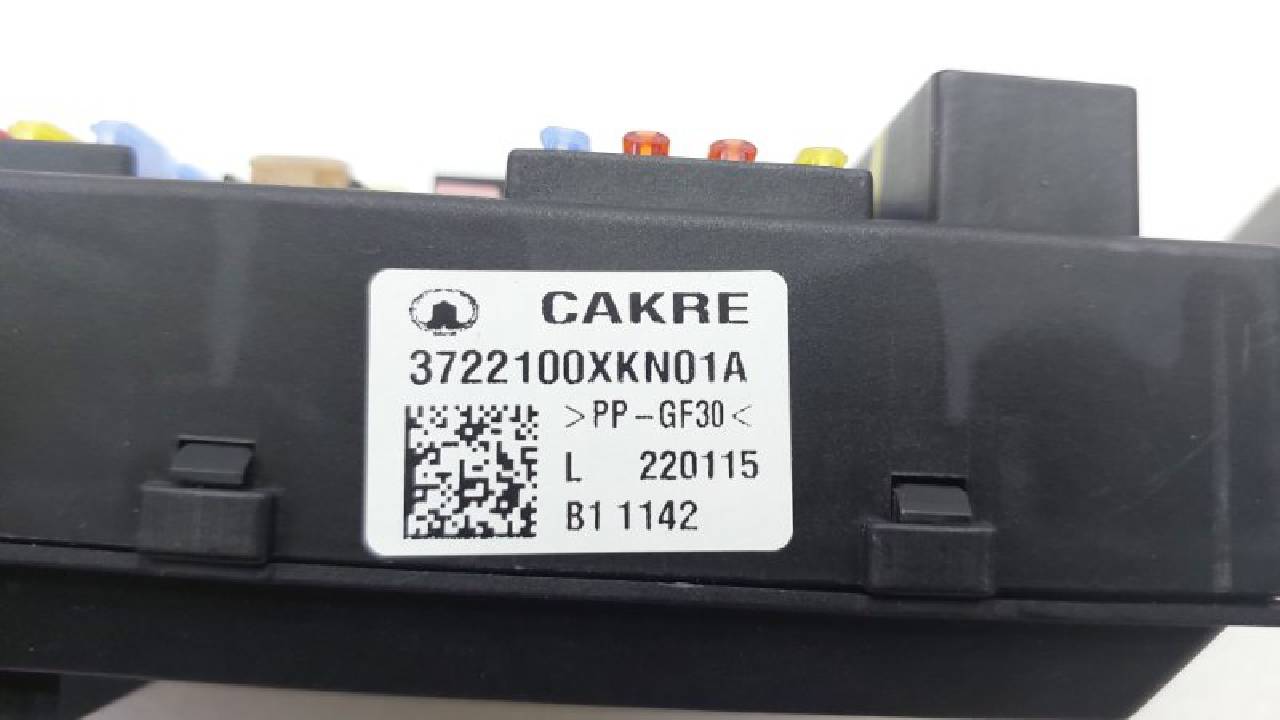 CAKRE
3722100XKN01A
>PP-GF30<
L 220115
B1 1142